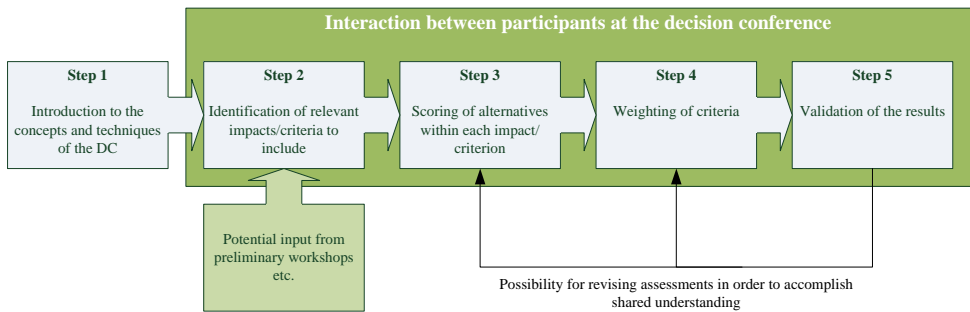 Interaction between participants at the decision conference
Step 1
Introduction to the
concepts and techniques
of the DC
Step 2
Identification of relevant
impacts/criteria to
include
Step 3
Scoring of alternatives
within each impact/
criterion
Step 4
Weighting of criteria
Step 5
Validation of the results
Potential input from
preliminary workshops
etc.
Possibility for revising assessments in order to accomplish
shared understanding